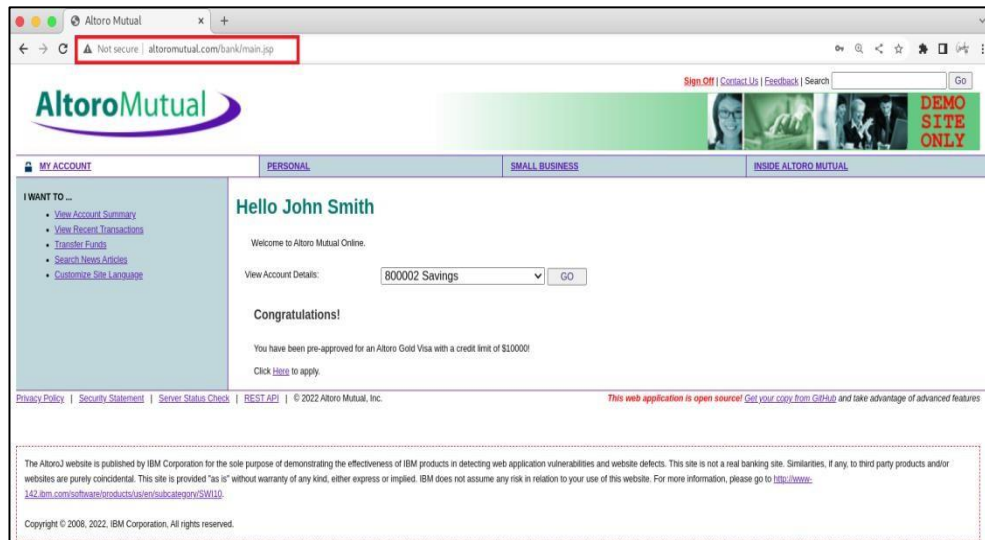 Altoro Mutual
Not secure | altoromutual.com/bank/main.jsp
Sign Off | Contact Us | Feedback | Search Go
AltoroMutual
DEMO
SITE
ONLY
MY ACCOUNT PERSONAL SMALL BUSINESS INSIDE ALTORO MUTUAL
I WANT TO ...
• View Account Summary
• View Recent Transactions
• Transfer Funds
• Search News Articles
• Customize Site Language
Hello John Smith
Welcome to Altoro Mutual Online.
View Account Details: 800002 Savings GO
Congratulations!
You have been pre-approved for an Altoro Gold Visa with a credit limit of $10000!
Click Here to apply.
Privacy Policy | Security Statement | Server Status Check | REST API | © 2022 Altoro Mutual, Inc. This web application is open source! Get your copy from GitHub and take advantage of advanced features
The AltoroJ website is published by IBM Corporation for the sole purpose of demonstrating the effectiveness of IBM products in detecting web application vulnerabilities and website defects. This site is not a real banking site. Similarities, if any, to third party products and/or
websites are purely coincidental. This site is provided "as is" without warranty of any kind, either express or implied. IBM does not assume any risk in relation to your use of this website. For more information, please go to http://www-
142.ibm.com/software/products/us/en/subcategory/SWI10.
Copyright © 2008, 2022, IBM Corporation, All rights reserved.